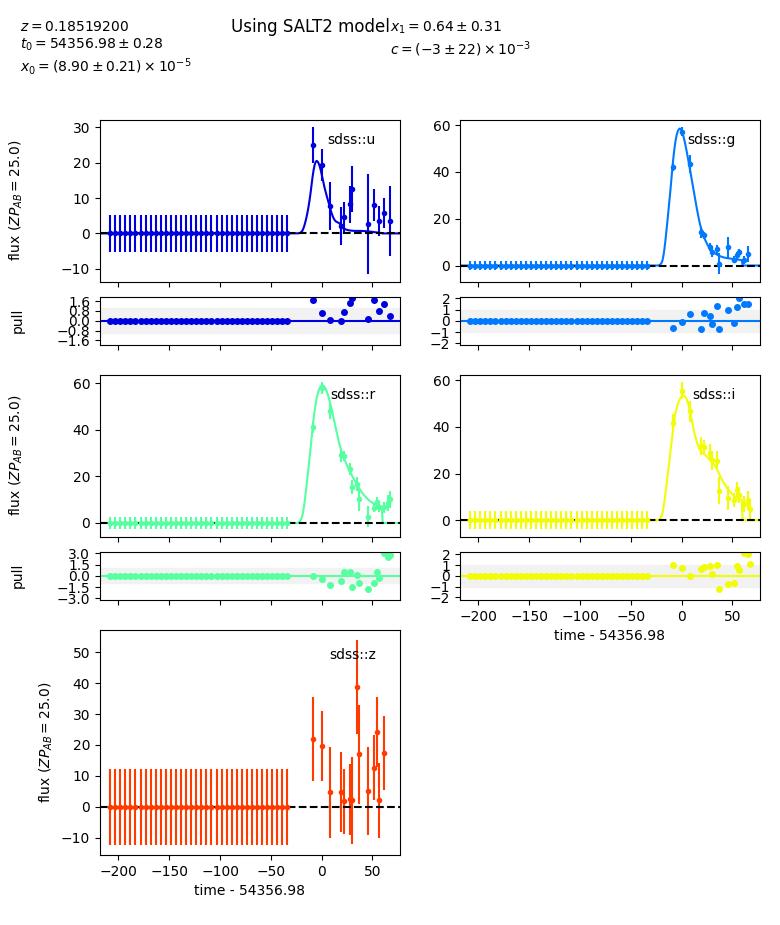 Using SALT2 model
z = 0.18519200
t₀ = 54356.98 ± 0.28
x₀ = (8.90 ± 0.21) × 10⁻⁵
x₁ = 0.64 ± 0.31
c = (−3 ± 22) × 10⁻³
flux (ZP_AB = 25.0)
30
20
10
0
−10
sdss::u
60
40
20
0
sdss::g
pull
1.6
0.8
0.0
−0.8
−1.6
2
1
0
−1
−2
flux (ZP_AB = 25.0)
60
40
20
0
sdss::r
60
40
20
0
sdss::i
pull
3.0
1.5
0.0
−1.5
−3.0
2
1
0
−1
−2
−200 −150 −100 −50 0 50
time - 54356.98
flux (ZP_AB = 25.0)
50
40
30
20
10
0
−10
sdss::z
−200 −150 −100 −50 0 50
time - 54356.98